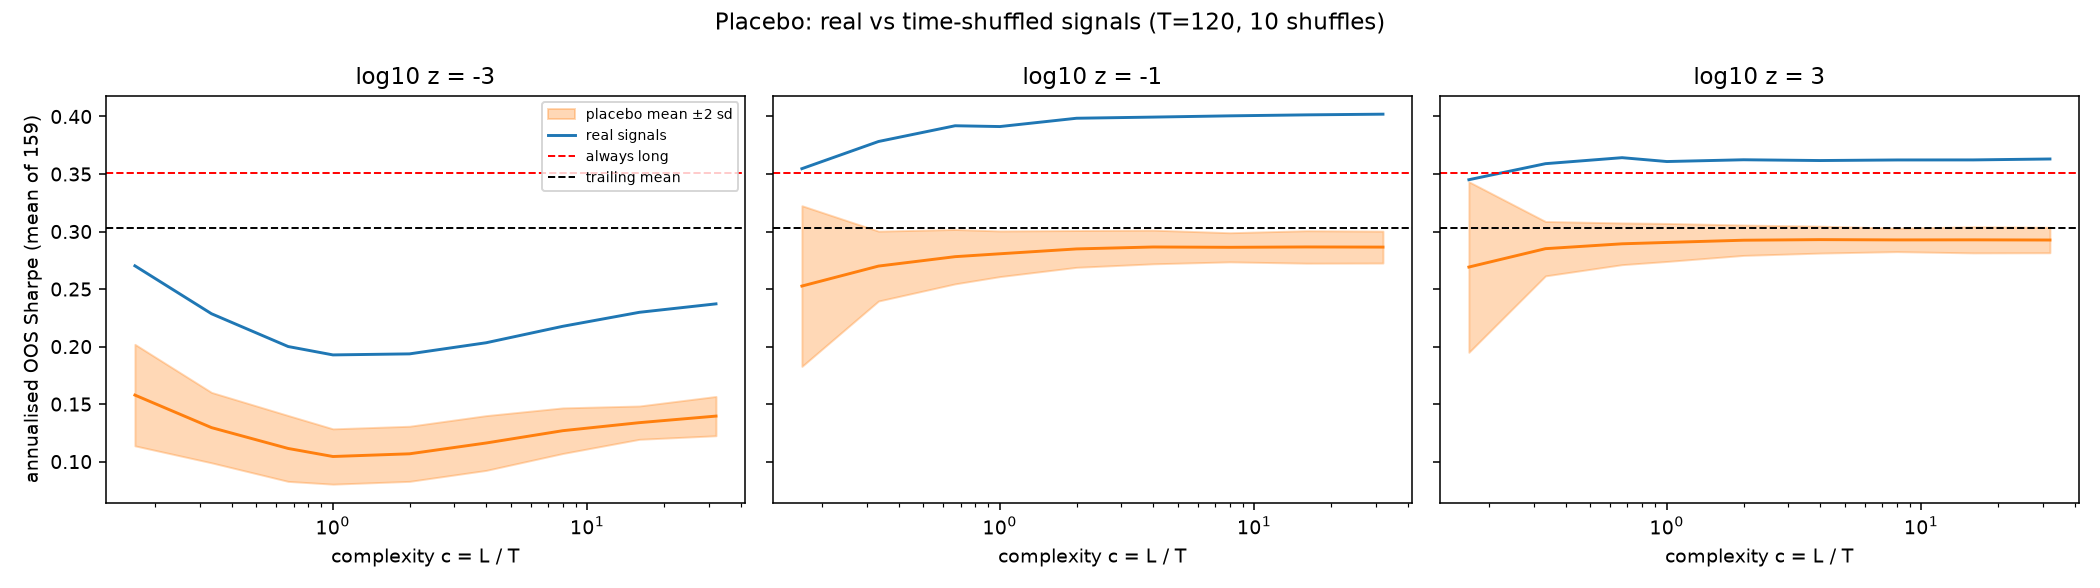 Placebo: real vs time-shuffled signals (T=120, 10 shuffles)
log10 z = -3
log10 z = -1
log10 z = 3
annualised OOS Sharpe (mean of 159)
0.40
0.35
0.30
0.25
0.20
0.15
0.10
placebo mean ±2 sd
real signals
always long
trailing mean
10⁰
10¹
10⁰
10¹
10⁰
10¹
complexity c = L / T
complexity c = L / T
complexity c = L / T